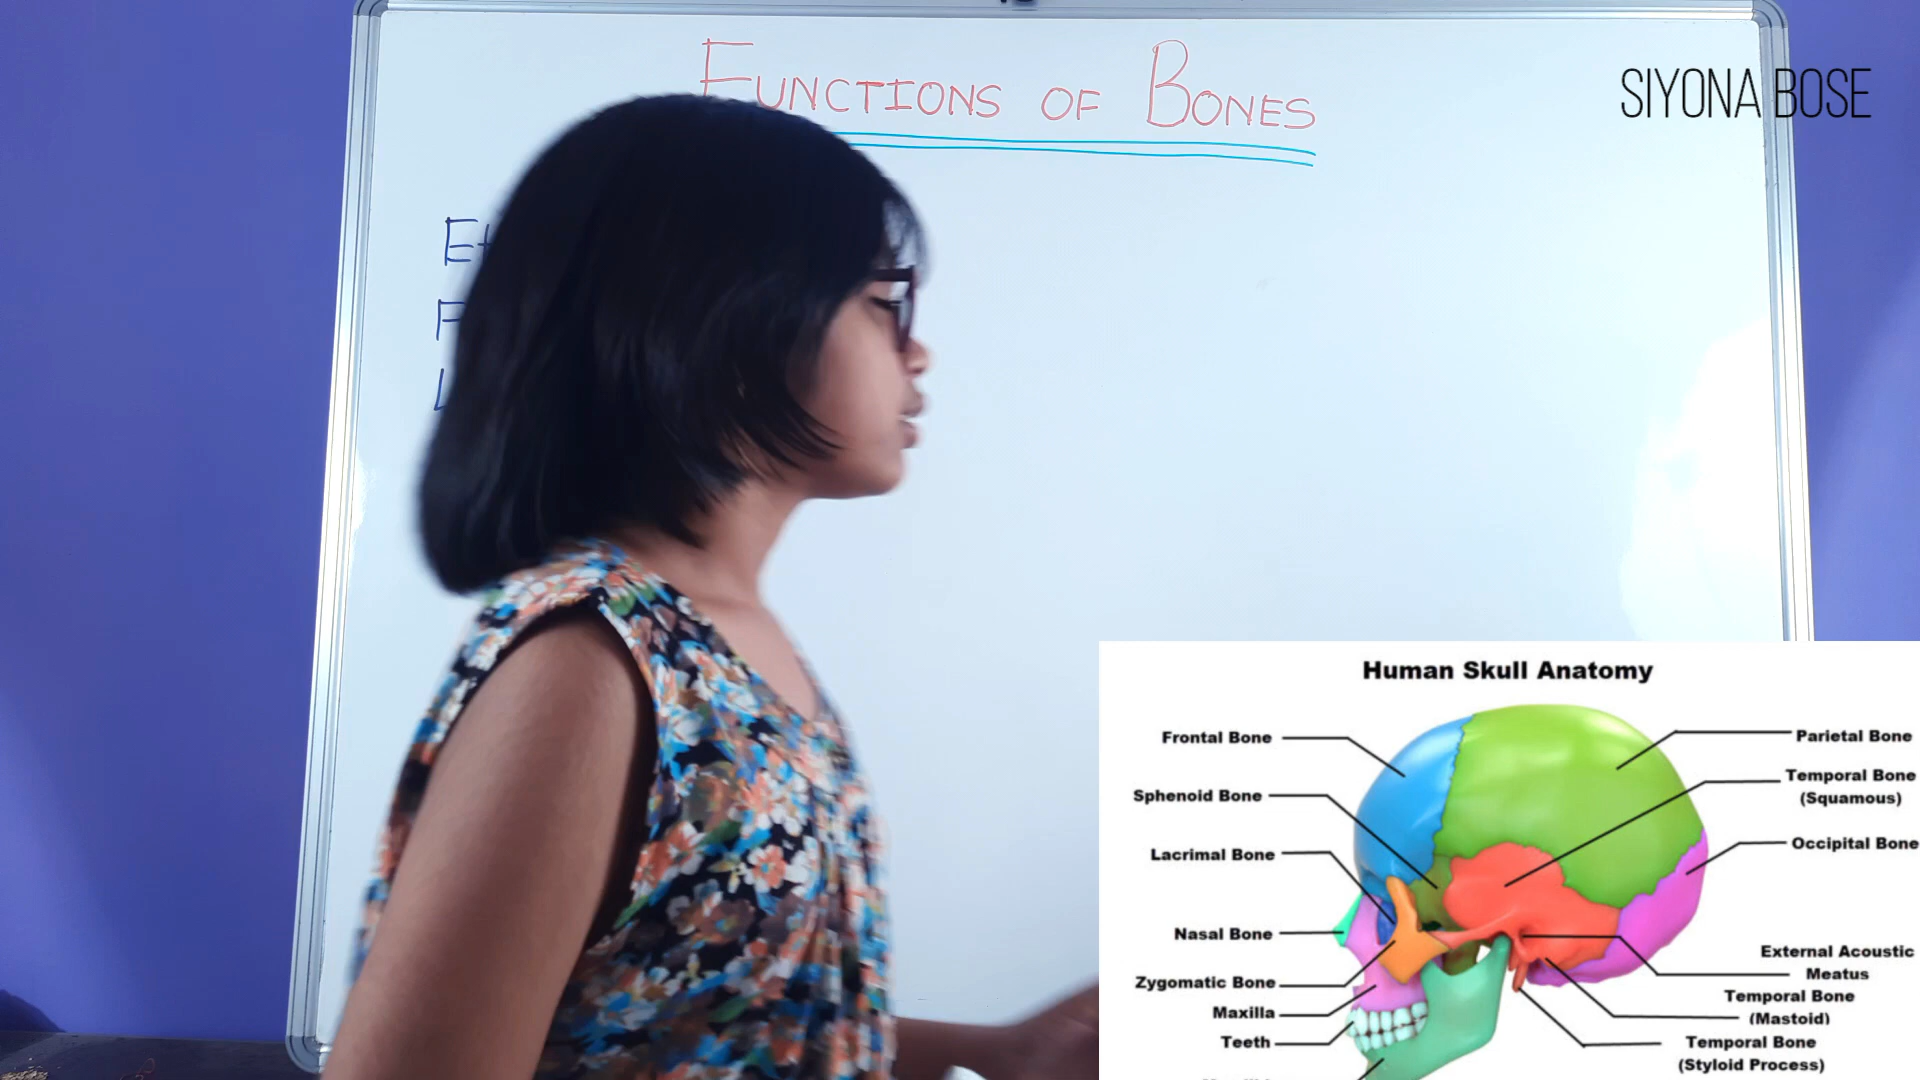 FUNCTIONS OF BONES
SIYONA BOSE
Human Skull Anatomy
Frontal Bone
Sphenoid Bone
Lacrimal Bone
Nasal Bone
Zygomatic Bone
Maxilla
Teeth
Parietal Bone
Temporal Bone
(Squamous)
Occipital Bone
External Acoustic
Meatus
Temporal Bone
(Mastoid)
Temporal Bone
(Styloid Process)